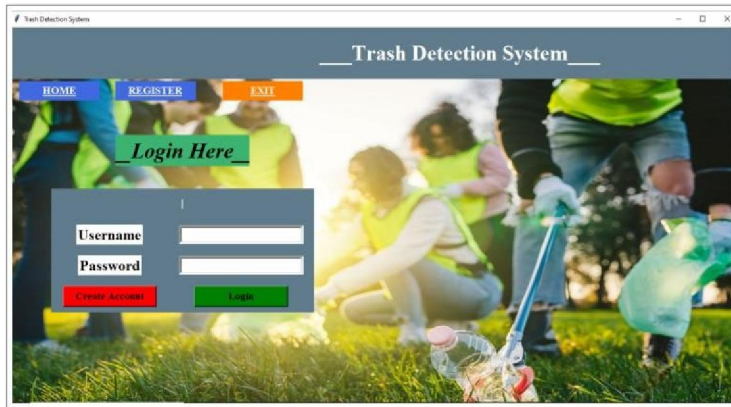 Trash Detection System
___Trash Detection System___
HOME REGISTER EXIT
_Login Here_
Username
Password
Create Account Login